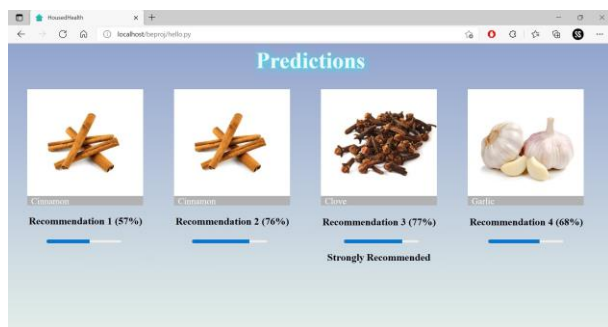 HousedHealth
localhost/beproj/hello.py
Predictions
Cinnamon
Recommendation 1 (57%)
Cinnamon
Recommendation 2 (76%)
Clove
Recommendation 3 (77%)
Strongly Recommended
Garlic
Recommendation 4 (68%)